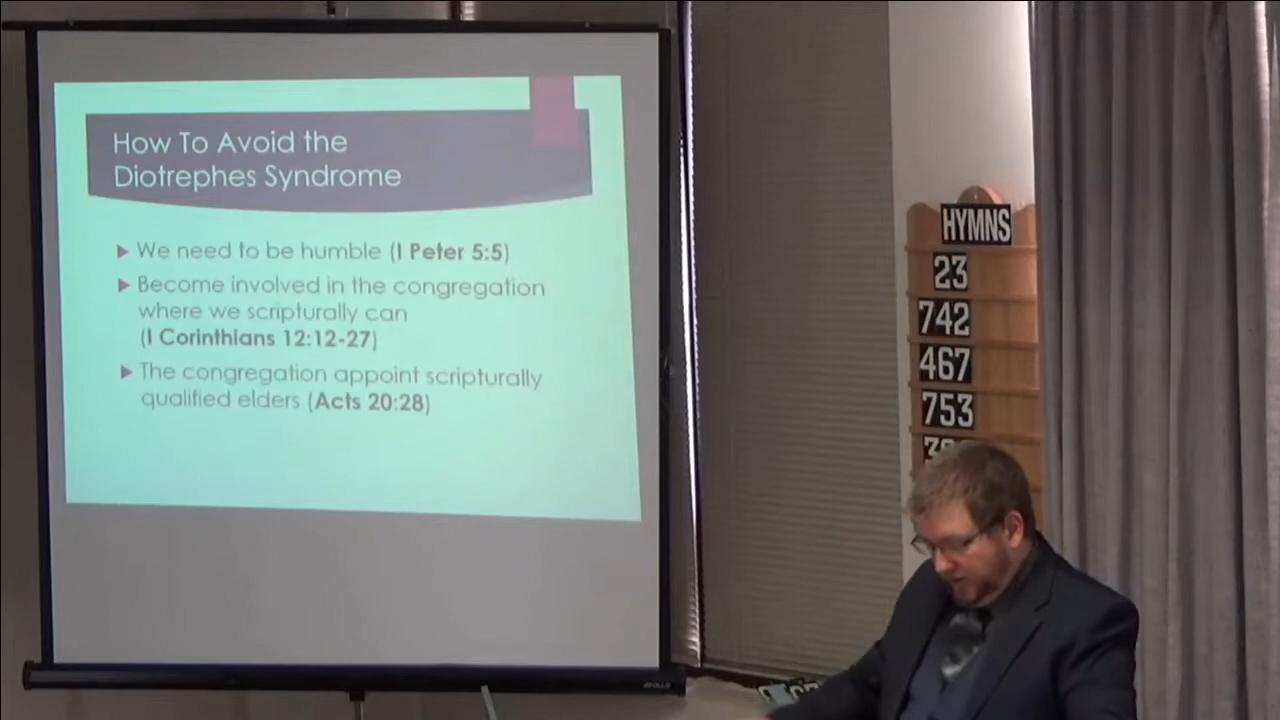 How To Avoid the
Diotrephes Syndrome
We need to be humble (I Peter 5:5)
Become involved in the congregation
where we scripturally can
(I Corinthians 12:12-27)
The congregation appoint scripturally
qualified elders (Acts 20:28)
HYMNS
23
742
467
753
APOLLO